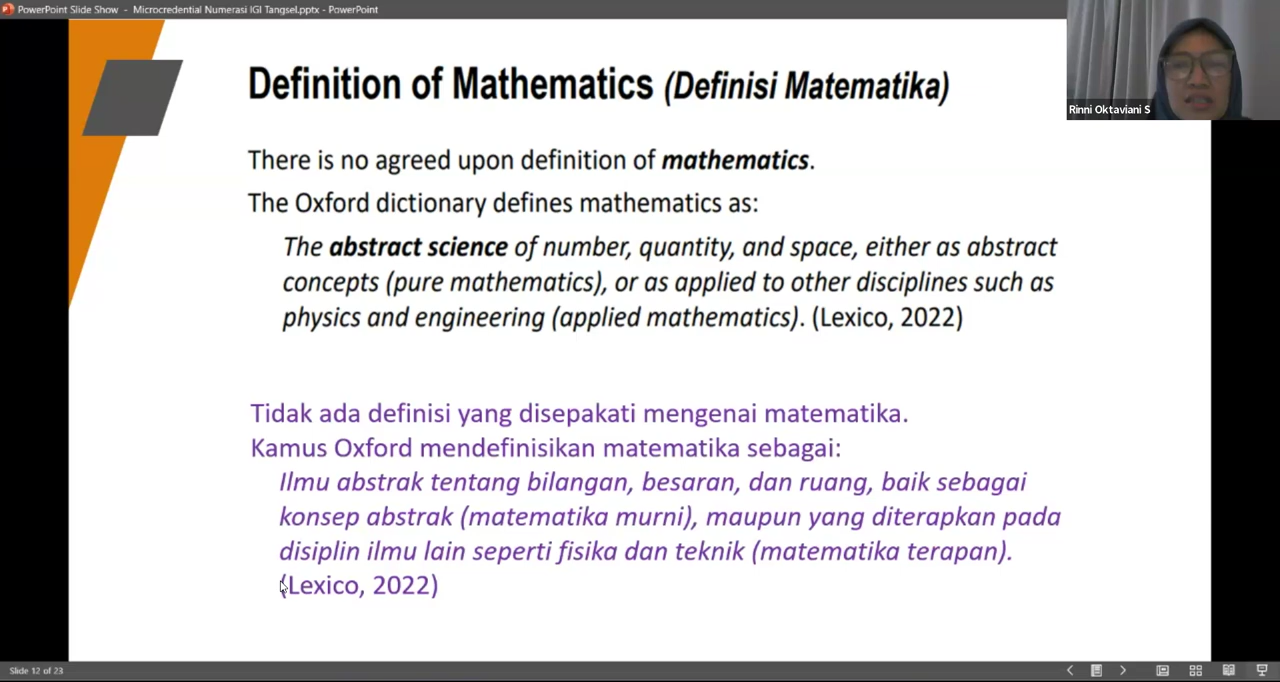 PowerPoint Slide Show - Microcredential Numerasi IGI Tangsel.pptx - PowerPoint
Rinni Oktaviani S
Definition of Mathematics (Definisi Matematika)
There is no agreed upon definition of mathematics.
The Oxford dictionary defines mathematics as:
The abstract science of number, quantity, and space, either as abstract
concepts (pure mathematics), or as applied to other disciplines such as
physics and engineering (applied mathematics). (Lexico, 2022)
Tidak ada definisi yang disepakati mengenai matematika.
Kamus Oxford mendefinisikan matematika sebagai:
Ilmu abstrak tentang bilangan, besaran, dan ruang, baik sebagai
konsep abstrak (matematika murni), maupun yang diterapkan pada
disiplin ilmu lain seperti fisika dan teknik (matematika terapan).
(Lexico, 2022)
Slide 12 of 23